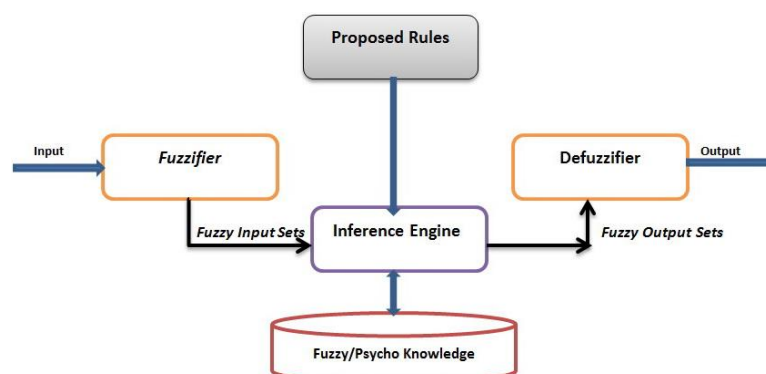 Proposed Rules
Input
Fuzzifier
Defuzzifier
Output
Fuzzy Input Sets
Inference Engine
Fuzzy Output Sets
Fuzzy/Psycho Knowledge